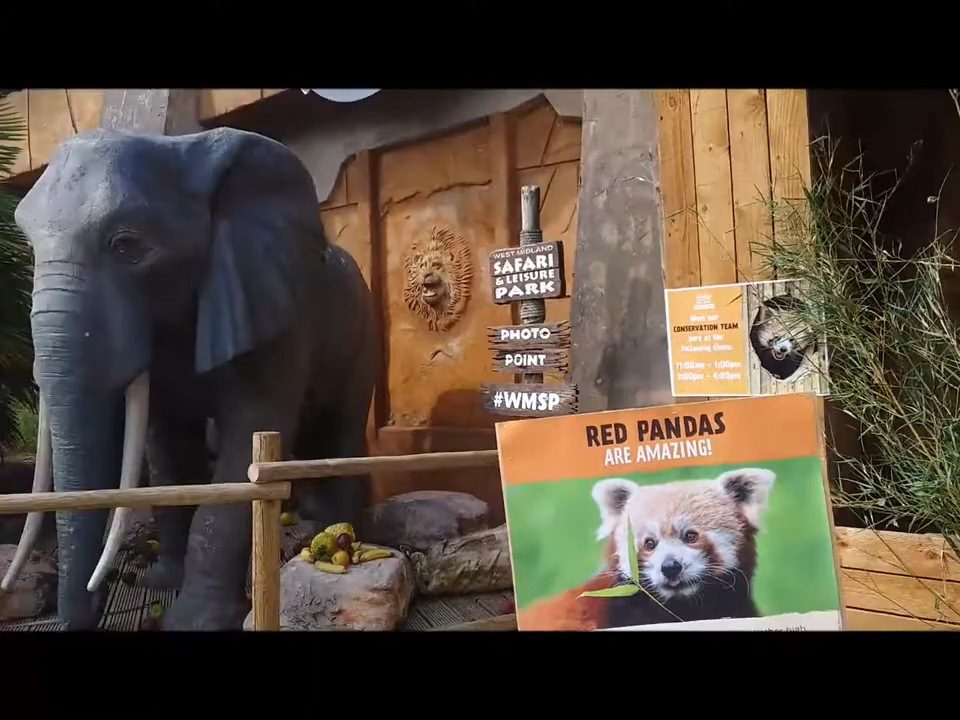 WEST MIDLAND
SAFARI
& LEISURE
PARK
PHOTO
POINT
#WMSP
Meet our
CONSERVATION TEAM
here at the
following times:
11:00am - 1:00pm
2:00pm - 4:00pm
RED PANDAS
ARE AMAZING!
high